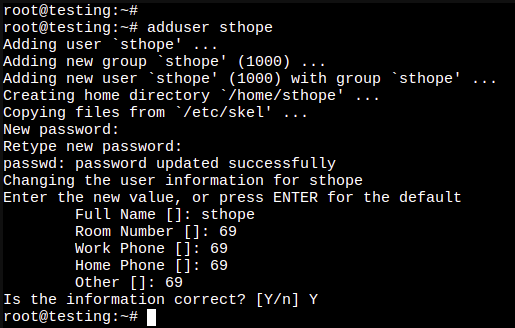 root@testing:~#
root@testing:~# adduser sthope
Adding user `sthope' ...
Adding new group `sthope' (1000) ...
Adding new user `sthope' (1000) with group `sthope' ...
Creating home directory `/home/sthope' ...
Copying files from `/etc/skel' ...
New password:
Retype new password:
passwd: password updated successfully
Changing the user information for sthope
Enter the new value, or press ENTER for the default
Full Name []: sthope
Room Number []: 69
Work Phone []: 69
Home Phone []: 69
Other []: 69
Is the information correct? [Y/n] Y
root@testing:~#